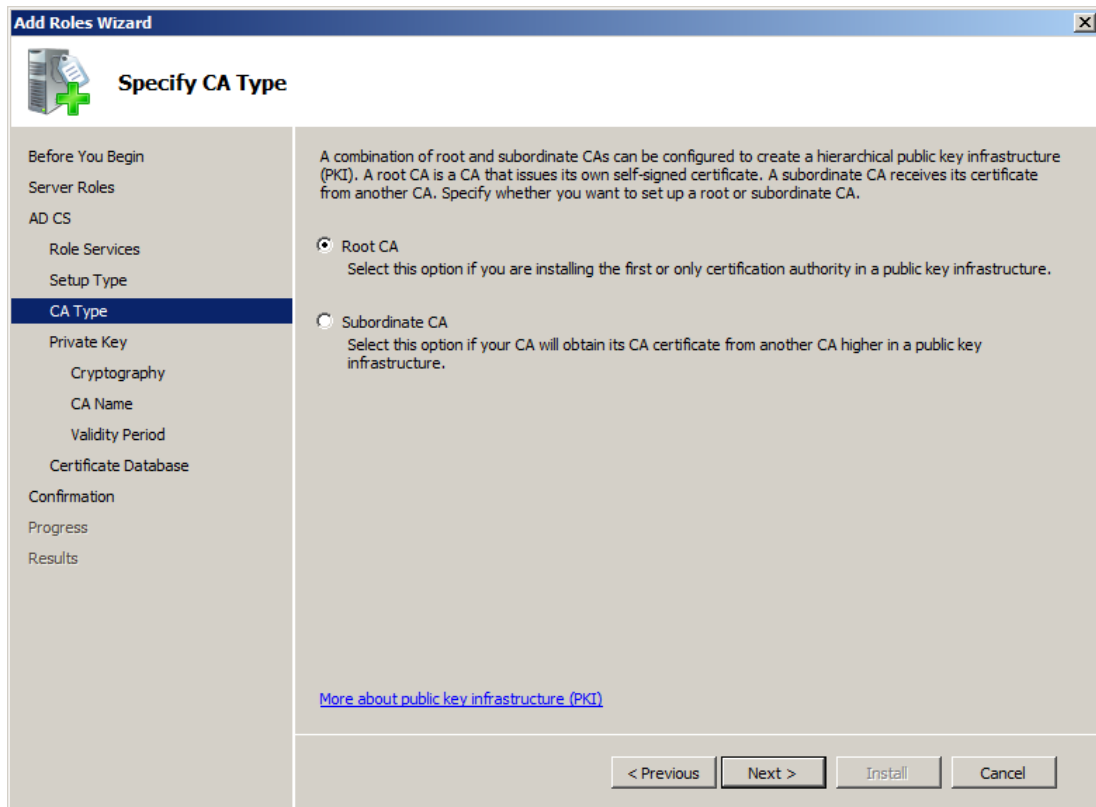 Add Roles Wizard
Specify CA Type
Before You Begin
Server Roles
AD CS
Role Services
Setup Type
CA Type
Private Key
Cryptography
CA Name
Validity Period
Certificate Database
Confirmation
Progress
Results
A combination of root and subordinate CAs can be configured to create a hierarchical public key infrastructure
(PKI). A root CA is a CA that issues its own self-signed certificate. A subordinate CA receives its certificate
from another CA. Specify whether you want to set up a root or subordinate CA.
Root CA
Select this option if you are installing the first or only certification authority in a public key infrastructure.
Subordinate CA
Select this option if your CA will obtain its CA certificate from another CA higher in a public key
infrastructure.
More about public key infrastructure (PKI)
< Previous
Next >
Install
Cancel